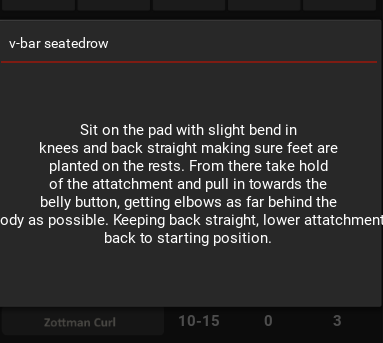 v-bar seatedrow
Sit on the pad with slight bend in
knees and back straight making sure feet are
planted on the rests. From there take hold
of the attatchment and pull in towards the
belly button, getting elbows as far behind the
ody as possible. Keeping back straight, lower attatchment
back to starting position.
Zottman Curl 10-15 0 3